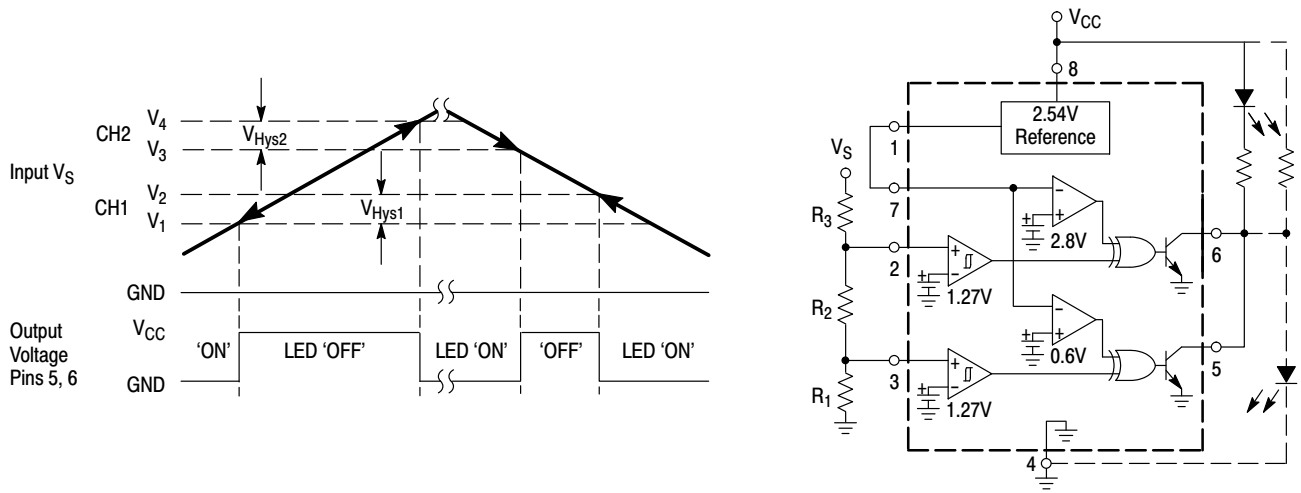 Input VS
CH2
V4
V3
VHys2
CH1
V2
V1
VHys1
GND
Output
Voltage
Pins 5, 6
VCC
GND
'ON'
LED 'OFF'
LED 'ON'
'OFF'
LED 'ON'
VCC
8
2.54V
Reference
1
VS
7
R3
+
-
+
2.8V
6
2
+
+
-
1.27V
R2
+
-
+
0.6V
5
3
+
+
-
1.27V
R1
4